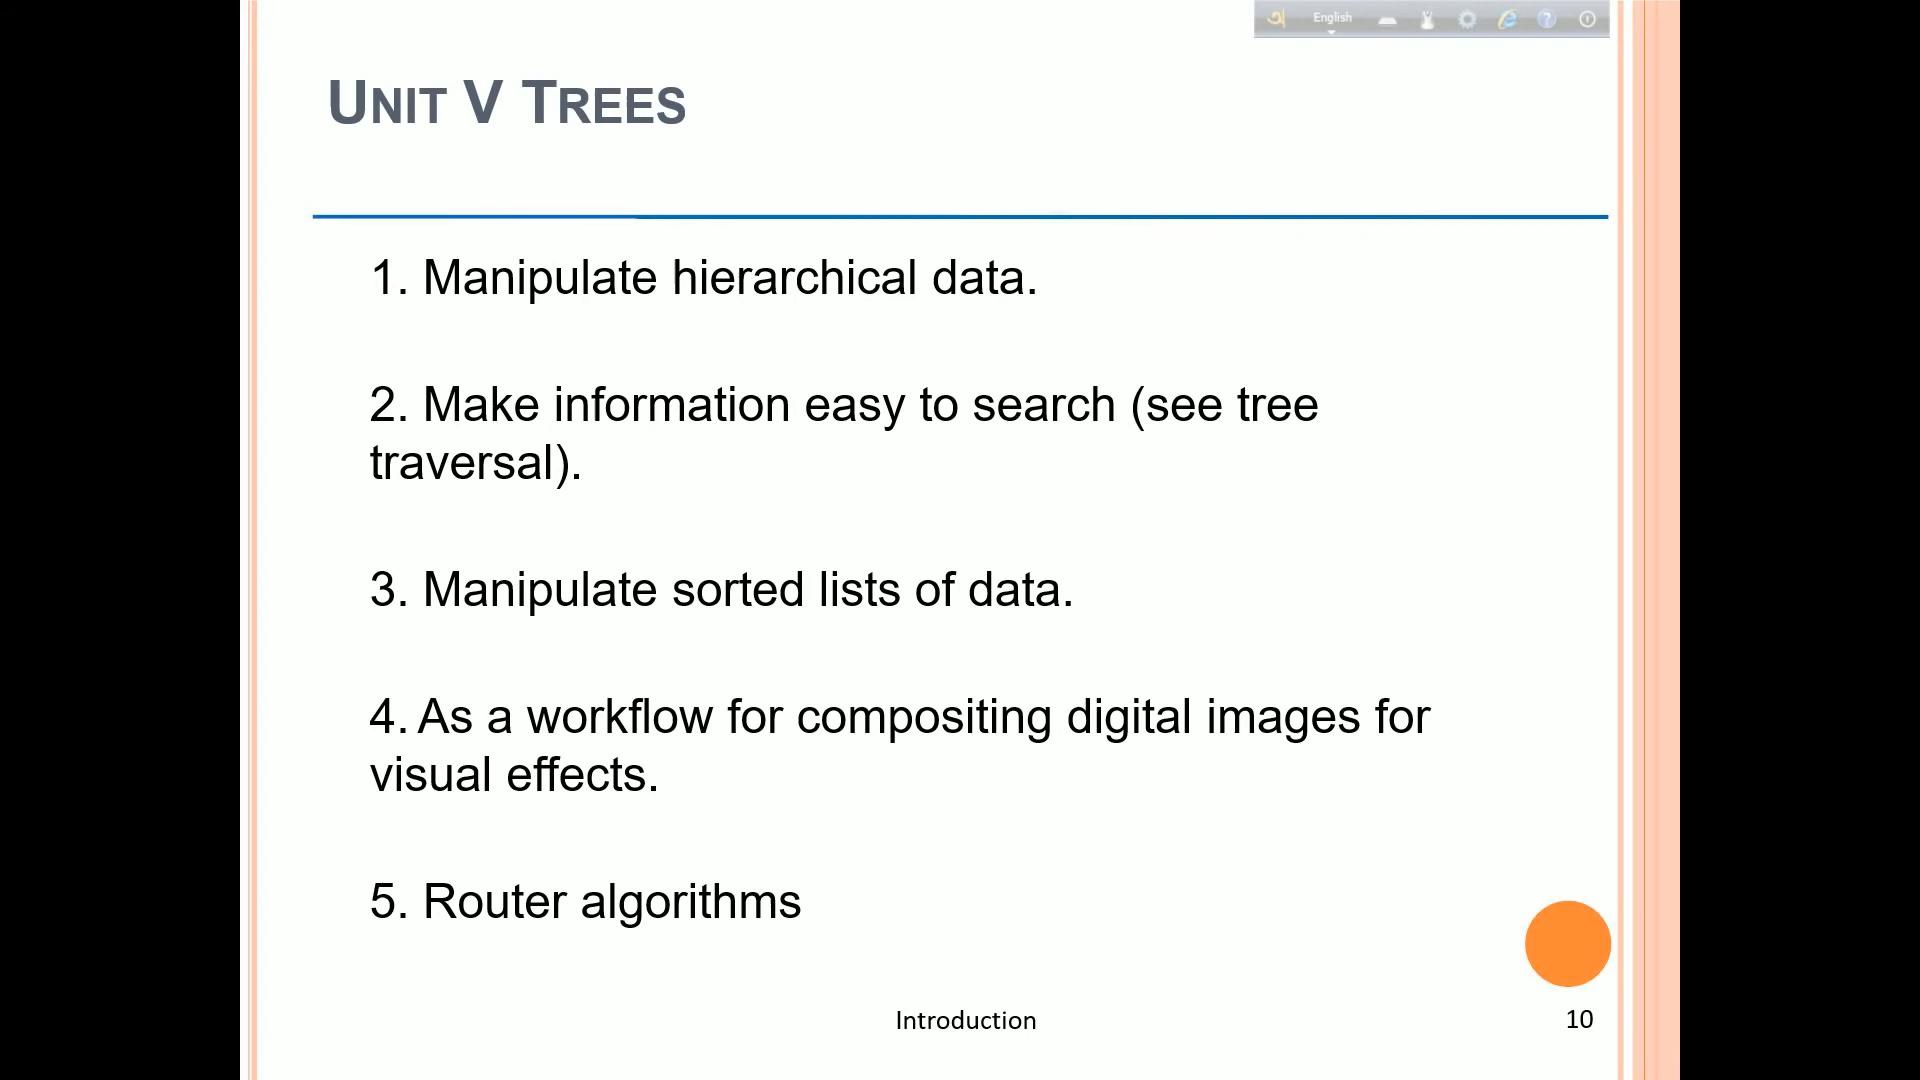 অ English
UNIT V TREES
1. Manipulate hierarchical data.
2. Make information easy to search (see tree
traversal).
3. Manipulate sorted lists of data.
4. As a workflow for compositing digital images for
visual effects.
5. Router algorithms
Introduction 10